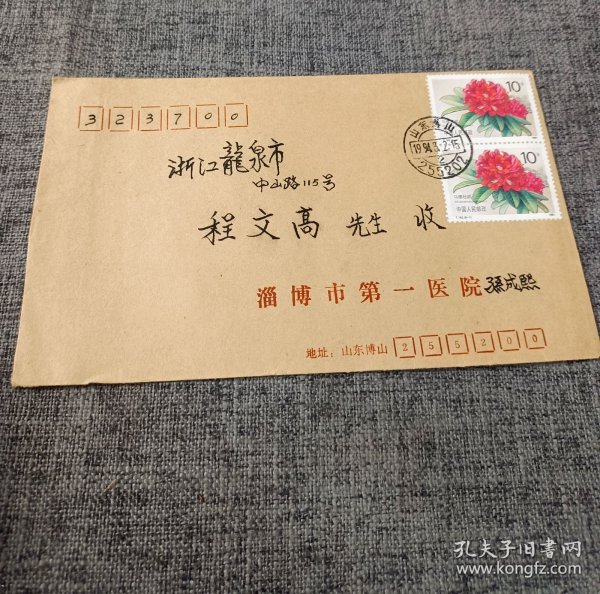 323700
浙江龍泉市
中山路115号
程文高 先生 收
淄博市第一医院 孫成熙
地址：山东博山 255200
10分
10分
中国人民邮政
山东博山
1994.3.2.15
255202
孔夫子旧书网
www.kongfz.com